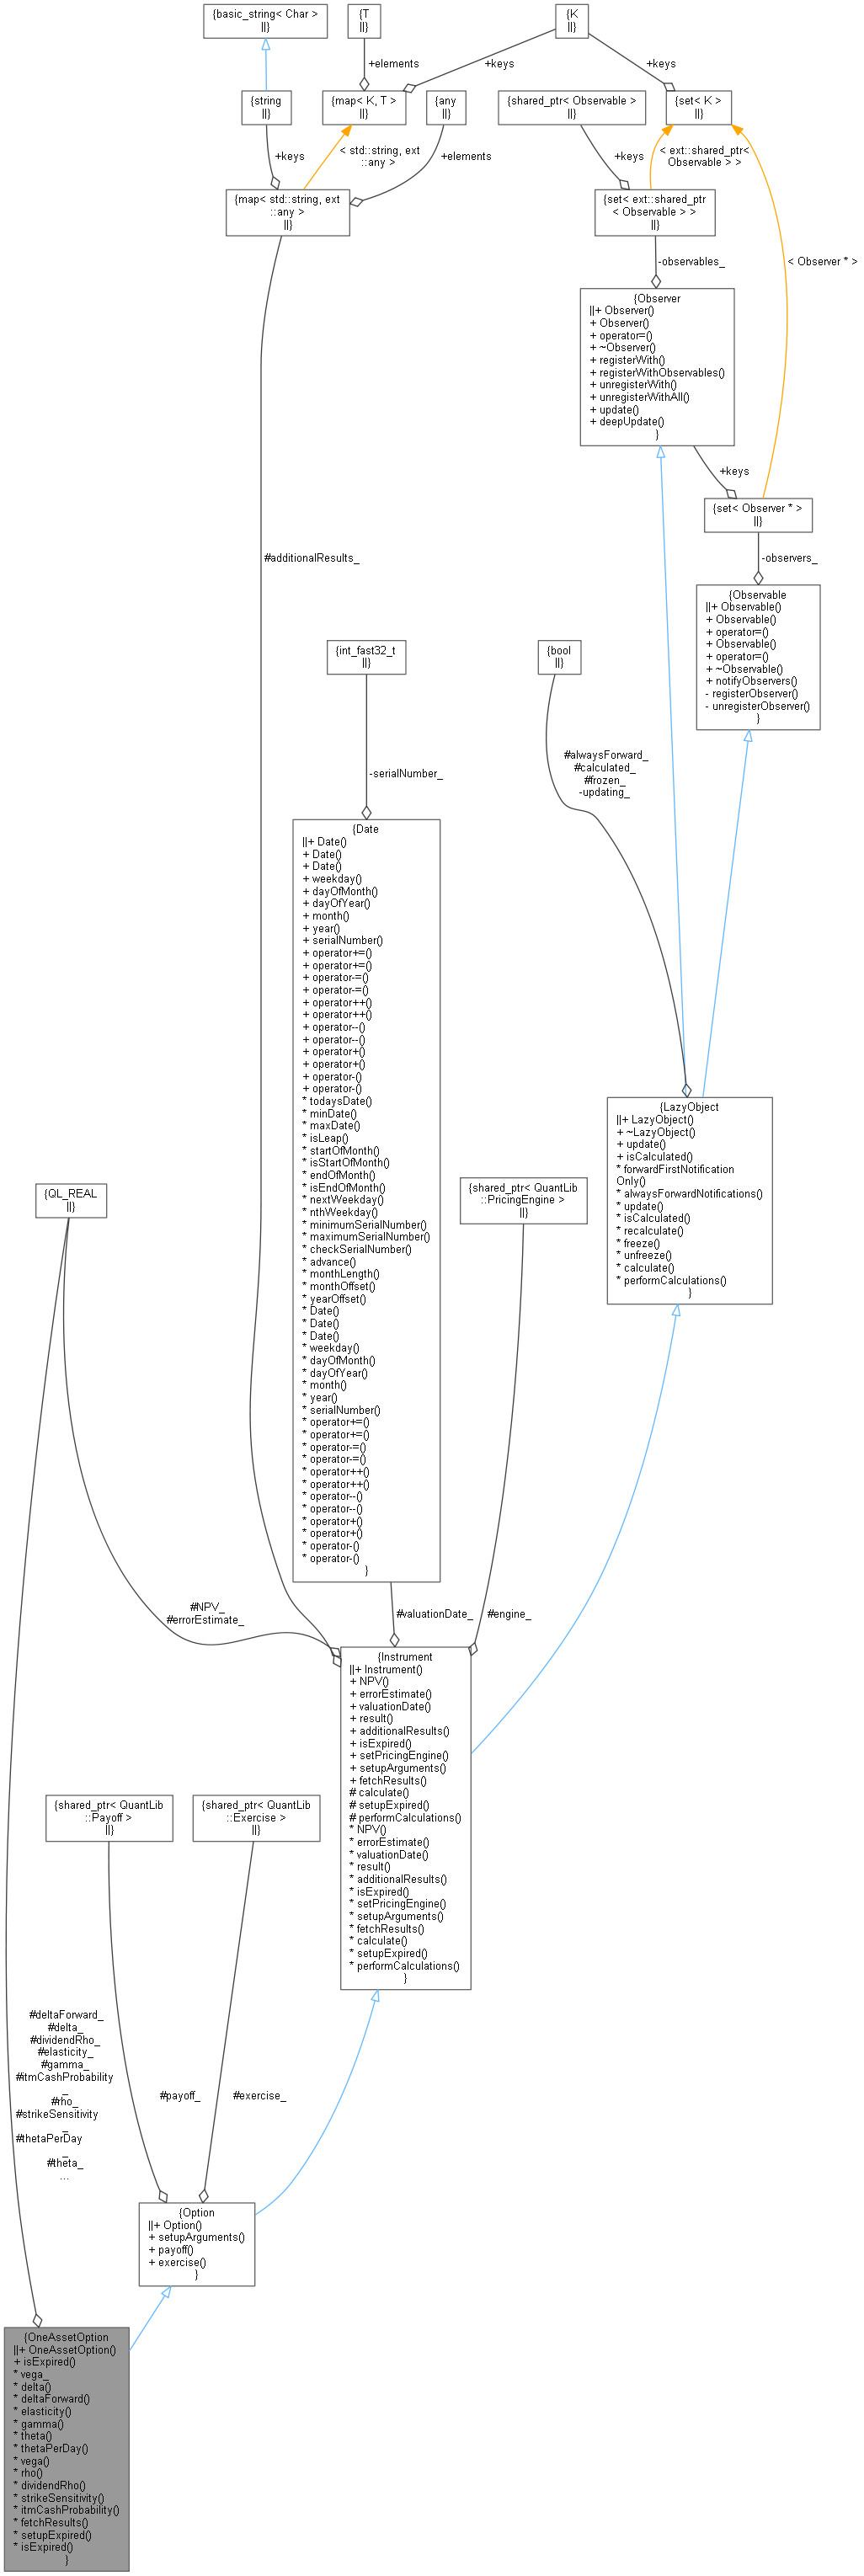 {basic_string< Char >
||}
{T
||}
{K
||}
+elements
+keys
+keys
{string
||}
{map< K, T >
||}
{any
||}
{shared_ptr< Observable >
||}
{set< K >
||}
+keys
< std::string, ext
::any >
+elements
+keys
< ext::shared_ptr<
Observable > >
{map< std::string, ext
::any >
||}
{set< ext::shared_ptr
< Observable > >
||}
-observables_
< Observer * >
{Observer
||+ Observer()
+ Observer()
+ operator=()
+ ~Observer()
+ registerWith()
+ registerWithObservables()
+ unregisterWith()
+ unregisterWithAll()
+ update()
+ deepUpdate()
}
+keys
{set< Observer * >
||}
#additionalResults_
-observers_
{Observable
||+ Observable()
+ Observable()
+ operator=()
+ Observable()
+ operator=()
+ ~Observable()
+ notifyObservers()
- registerObserver()
- unregisterObserver()
}
{int_fast32_t
||}
{bool
||}
-serialNumber_
#alwaysForward_
#calculated_
#frozen_
-updating_
{Date
||+ Date()
+ Date()
+ Date()
+ weekday()
+ dayOfMonth()
+ dayOfYear()
+ month()
+ year()
+ serialNumber()
+ operator+=()
+ operator+=()
+ operator-=()
+ operator-=()
+ operator++()
+ operator++()
+ operator--()
+ operator--()
+ operator+()
+ operator+()
+ operator-()
+ operator-()
* todaysDate()
* minDate()
* maxDate()
* isLeap()
* startOfMonth()
* isStartOfMonth()
* endOfMonth()
* isEndOfMonth()
* nextWeekday()
* nthWeekday()
* minimumSerialNumber()
* maximumSerialNumber()
* checkSerialNumber()
* advance()
* monthLength()
* monthOffset()
* yearOffset()
* Date()
* Date()
* Date()
* weekday()
* dayOfMonth()
* dayOfYear()
* month()
* year()
* serialNumber()
* operator+=()
* operator+=()
* operator-=()
* operator-=()
* operator++()
* operator++()
* operator--()
* operator--()
* operator+()
* operator+()
* operator-()
* operator-()
}
{LazyObject
||+ LazyObject()
+ ~LazyObject()
+ update()
+ isCalculated()
* forwardFirstNotification
Only()
* alwaysForwardNotifications()
* update()
* isCalculated()
* recalculate()
* freeze()
* unfreeze()
* calculate()
* performCalculations()
}
{QL_REAL
||}
{shared_ptr< QuantLib
::PricingEngine >
||}
#NPV_
#errorEstimate_
#valuationDate_
#engine_
{Instrument
||+ Instrument()
+ NPV()
+ errorEstimate()
+ valuationDate()
+ result()
+ additionalResults()
+ isExpired()
+ setPricingEngine()
+ setupArguments()
+ fetchResults()
# calculate()
# setupExpired()
# performCalculations()
* NPV()
* errorEstimate()
* valuationDate()
* result()
* additionalResults()
* isExpired()
* setPricingEngine()
* setupArguments()
* fetchResults()
* calculate()
* setupExpired()
* performCalculations()
}
{shared_ptr< QuantLib
::Payoff >
||}
{shared_ptr< QuantLib
::Exercise >
||}
#deltaForward_
#delta_
#dividendRho_
#elasticity_
#gamma_
#itmCashProbability
_
#rho_
#strikeSensitivity
_
#thetaPerDay
_
#theta_
...
#payoff_
#exercise_
{Option
||+ Option()
+ setupArguments()
+ payoff()
+ exercise()
}
{OneAssetOption
||+ OneAssetOption()
+ isExpired()
* vega_
* delta()
* deltaForward()
* elasticity()
* gamma()
* theta()
* thetaPerDay()
* vega()
* rho()
* dividendRho()
* strikeSensitivity()
* itmCashProbability()
* fetchResults()
* setupExpired()
* isExpired()
}